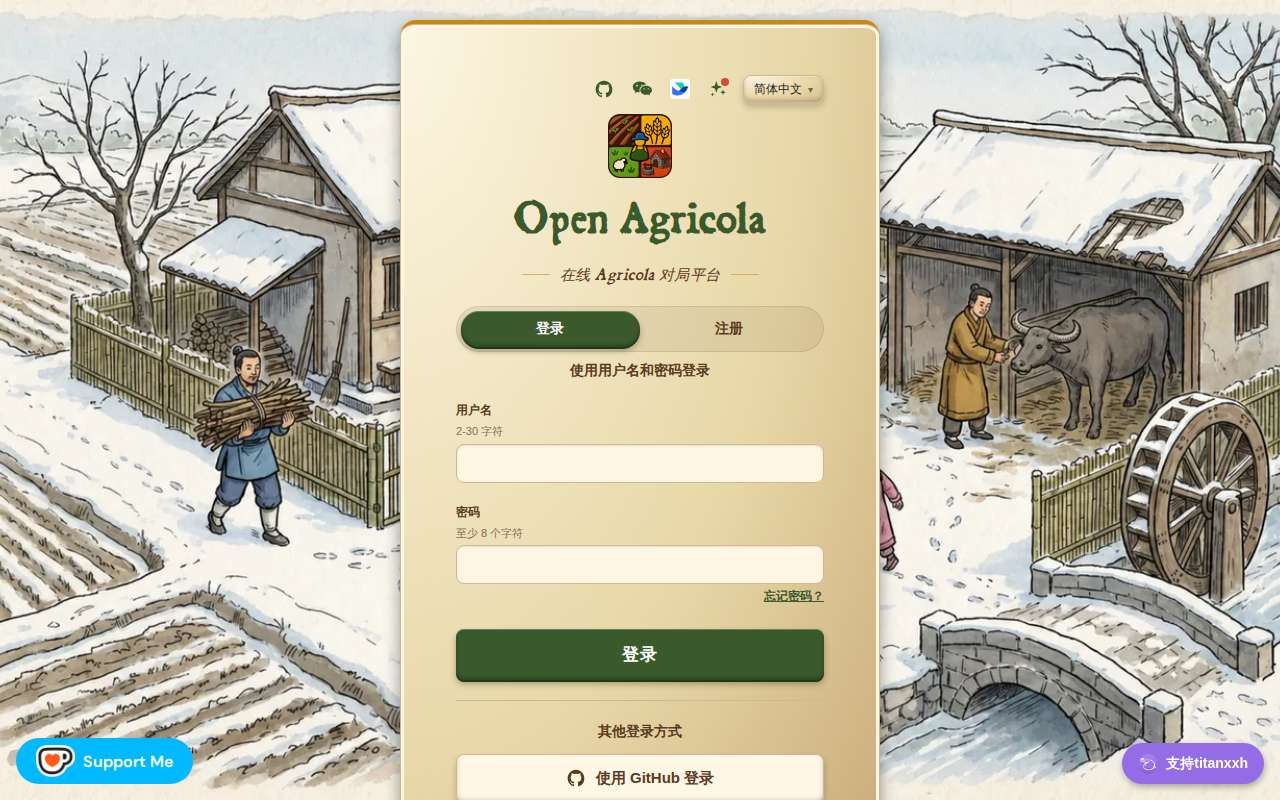 简体中文
Open Agricola
在线 Agricola 对局平台
登录
注册
使用用户名和密码登录
用户名
2-30 字符
密码
至少 8 个字符
忘记密码？
登录
其他登录方式
使用 GitHub 登录
Support Me
支持titanxxh